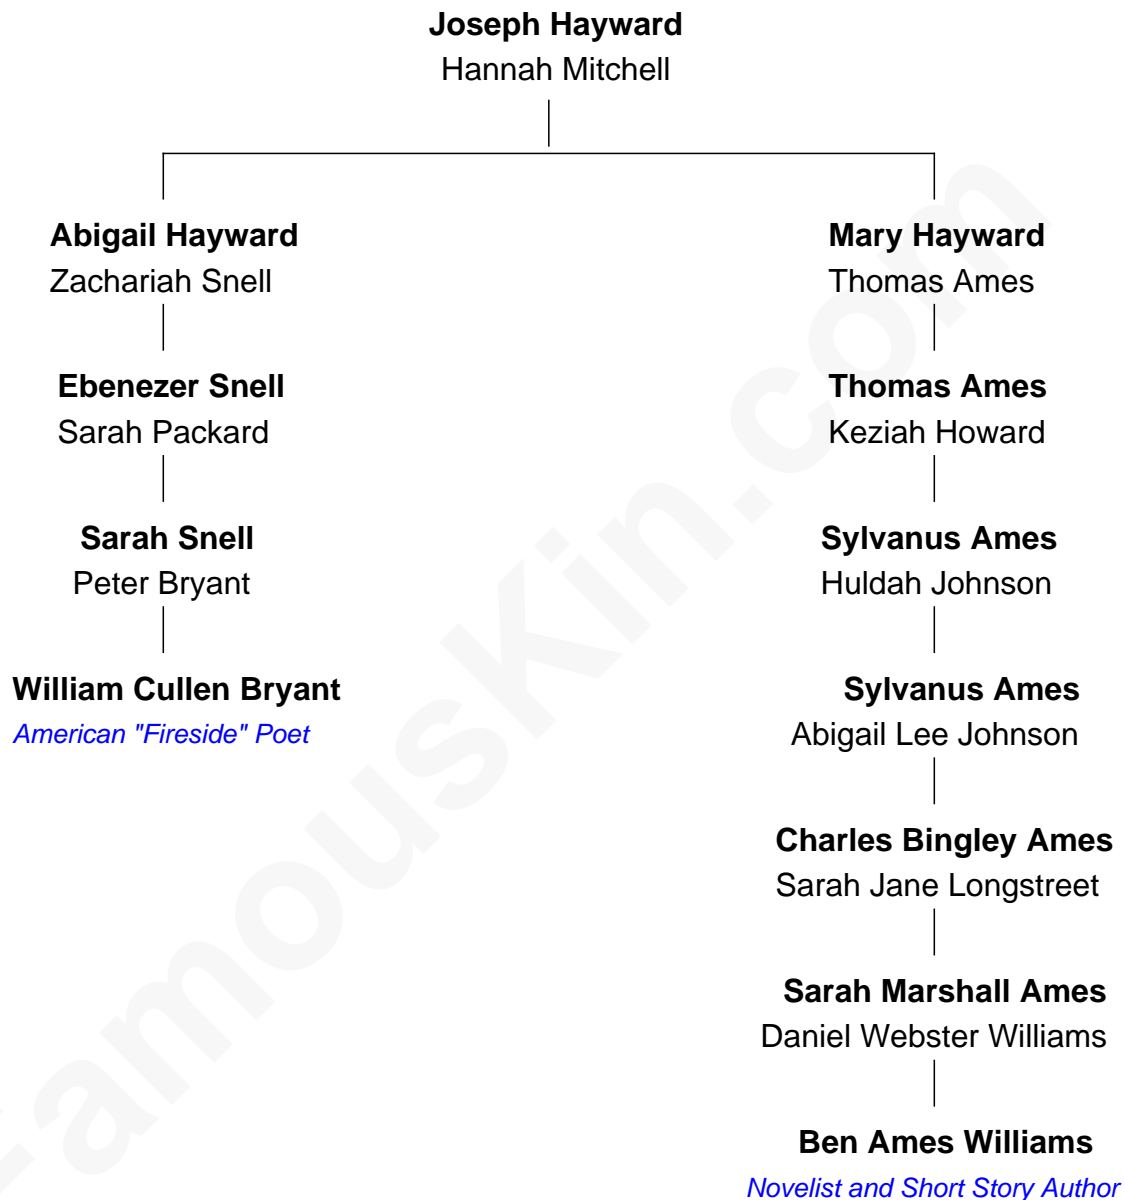 Joseph Hayward
Hannah Mitchell
Abigail Hayward
Zachariah Snell
Mary Hayward
Thomas Ames
Ebenezer Snell
Sarah Packard
Thomas Ames
Keziah Howard
Sarah Snell
Peter Bryant
Sylvanus Ames
Huldah Johnson
William Cullen Bryant
American "Fireside" Poet
Sylvanus Ames
Abigail Lee Johnson
Charles Bingley Ames
Sarah Jane Longstreet
Sarah Marshall Ames
Daniel Webster Williams
Ben Ames Williams
Novelist and Short Story Author
FamousKin.com